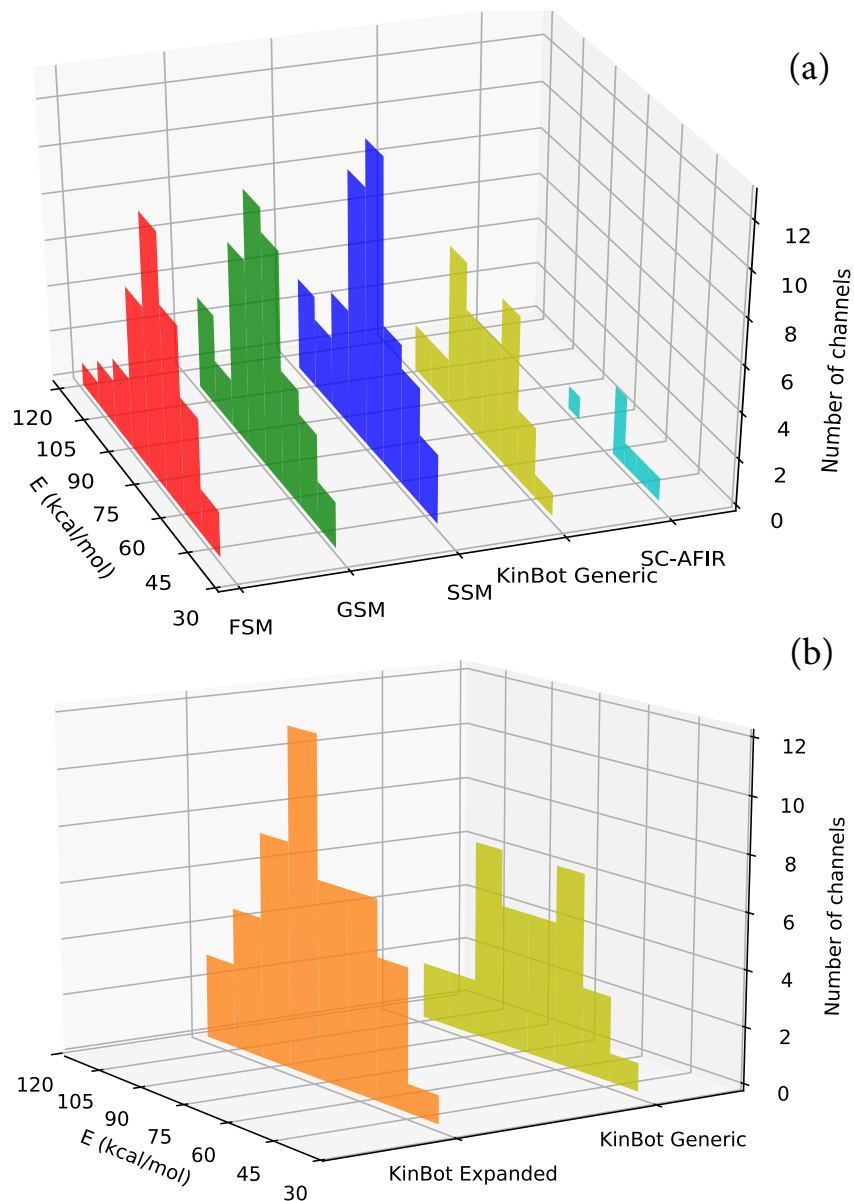 (a)
12
10
8
6
4
2
0
Number of channels
120
105
90
75
60
45
30
E (kcal/mol)
FSM
GSM
SSM
KinBot Generic
SC-AFIR
(b)
12
10
8
6
4
2
0
Number of channels
120
105
90
75
60
45
30
E (kcal/mol)
KinBot Expanded
KinBot Generic